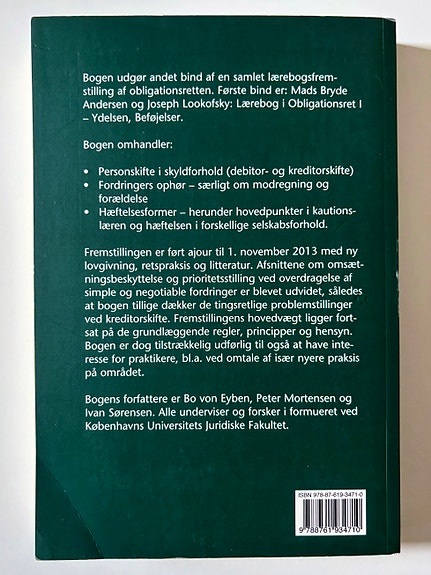 Bogen udgør andet bind af en samlet lærebogsfrem-
stilling af obligationsretten. Første bind er: Mads Bryde
Andersen og Joseph Lookofsky: Lærebog i Obligationsret I
– Ydelsen, Beføjelser.
Bogen omhandler:
• Personskifte i skyldforhold (debitor- og kreditorskifte)
• Fordringers ophør – særligt om modregning og
forældelse
• Hæftelsesformer – herunder hovedpunkter i kautions-
læren og hæftelsen i forskellige selskabsforhold.
Fremstillingen er ført ajour til 1. november 2013 med ny
lovgivning, retspraksis og litteratur. Afsnittene om omsæt-
ningsbeskyttelse og prioritetsstilling ved overdragelse af
simple og negotiable fordringer er blevet udvidet, således
at bogen tillige dækker de tingsretlige problemstillinger
ved kreditorskifte. Fremstillingens hovedvægt ligger fort-
sat på de grundlæggende regler, principper og hensyn.
Bogen er dog tilstrækkelig udførlig til også at have inte-
resse for praktikere, bl.a. ved omtale af især nyere praksis
på området.
Bogens forfattere er Bo von Eyben, Peter Mortensen og
Ivan Sørensen. Alle underviser og forsker i formueret ved
Københavns Universitets Juridiske Fakultet.
ISBN 978-87-619-3471-0
9 788761 934710